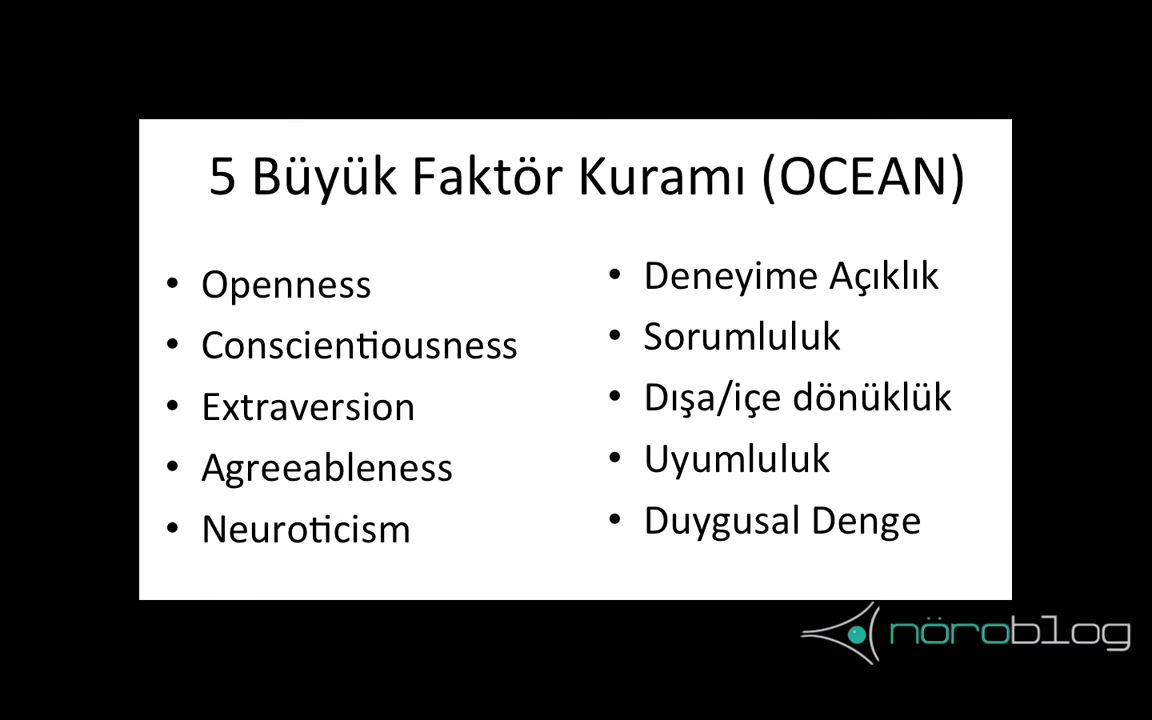 5 Büyük Faktör Kuramı (OCEAN)
• Openness
• Conscientiousness
• Extraversion
• Agreeableness
• Neuroticism
• Deneyime Açıklık
• Sorumluluk
• Dışa/içe dönüklük
• Uyumluluk
• Duygusal Denge
nöroblog